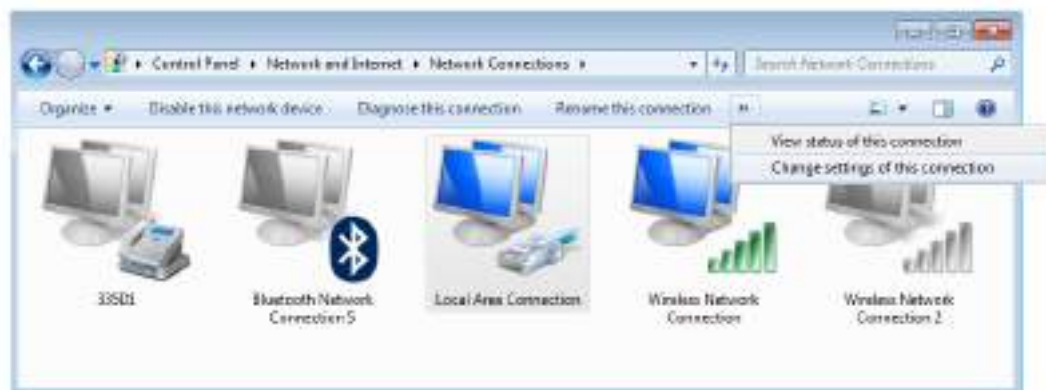 Control Panel ▸ Network and Internet ▸ Network Connections ▸
Search Network Connections
Organize Disable this network device Diagnose this connection Rename this connection »
View status of this connection
Change settings of this connection
335D1
Bluetooth Network
Connection 5
Local Area Connection
Wireless Network
Connection
Wireless Network
Connection 2